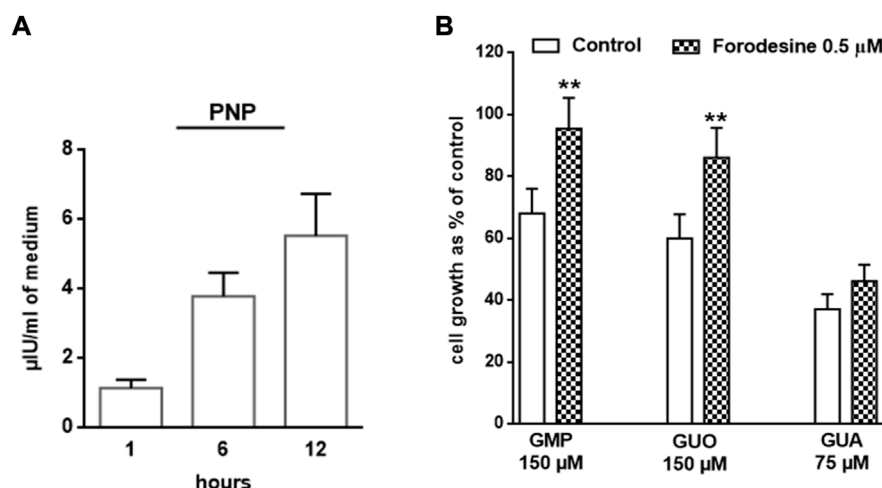 A
PNP
8
6
4
2
0
µIU/ml of medium
1 6 12
hours
B
Control Forodesine 0.5 µM
120
100
80
60
40
20
0
cell growth as % of control
** **
GMP GUO GUA
150 µM 150 µM 75 µM